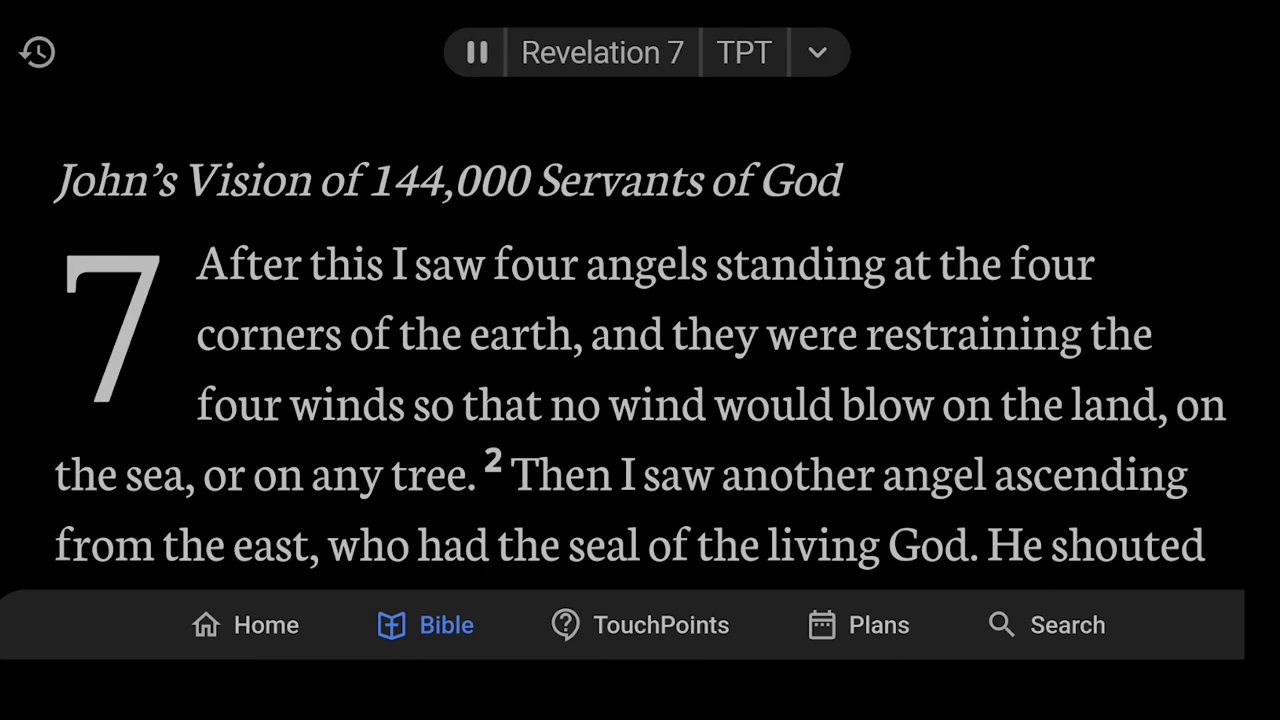 Revelation 7 TPT
John’s Vision of 144,000 Servants of God
7 After this I saw four angels standing at the four
corners of the earth, and they were restraining the
four winds so that no wind would blow on the land, on
the sea, or on any tree. 2 Then I saw another angel ascending
from the east, who had the seal of the living God. He shouted
Home Bible TouchPoints Plans Search